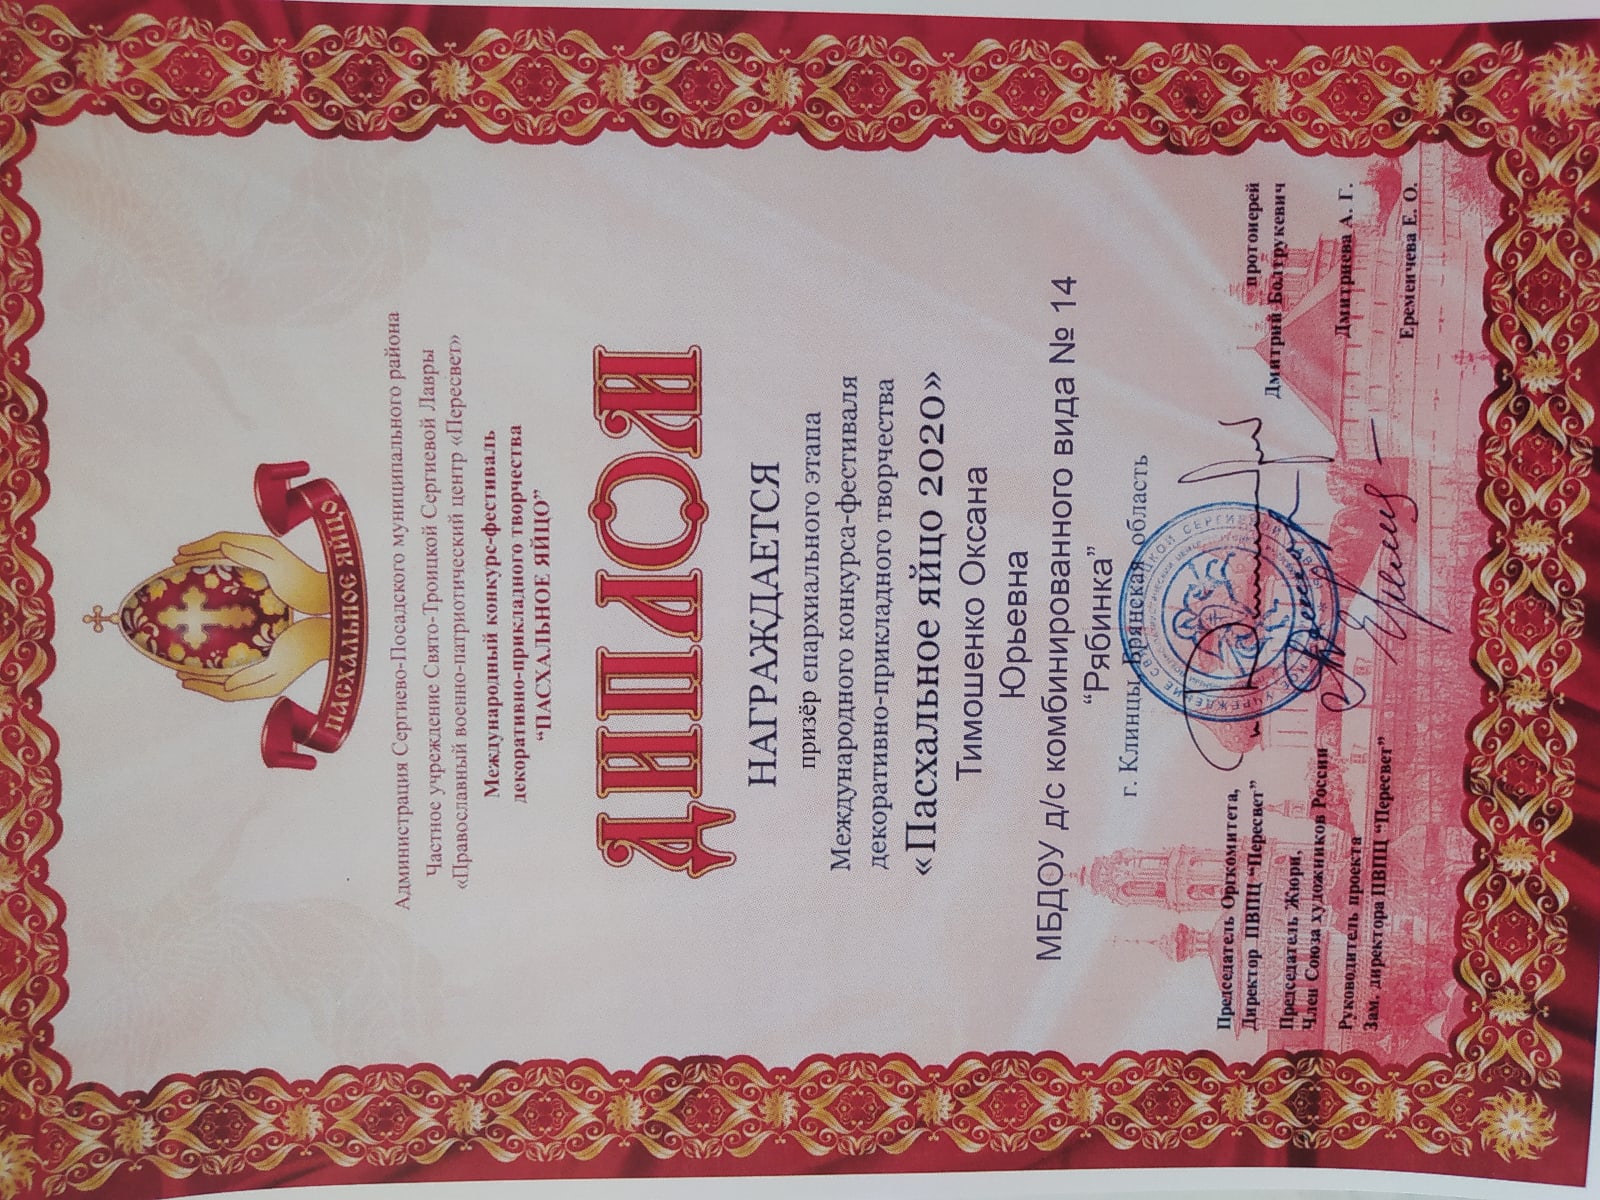 ПАСХАЛЬНОЕ ЯЙЦО
Администрация Сергиево-Посадского муниципального района
Частное учреждение Свято-Троицкой Сергиевой Лавры
«Православный военно-патриотический центр «Пересвет»
Международный конкурс-фестиваль
декоративно-прикладного творчества
“ПАСХАЛЬНОЕ ЯЙЦО”
ДИПЛОМ
НАГРАЖДАЕТСЯ
призёр епархиального этапа
Международного конкурса-фестиваля
декоративно-прикладного творчества
«Пасхальное яйцо 2020»
Тимошенко Оксана
Юрьевна
МБДОУ д/с комбинированного вида № 14
“Рябинка”
г. Клинцы, Брянская область
Председатель Оргкомитета,
Директор ПВПЦ “Пересвет”
протоиерей
Дмитрий Болтрукевич
Председатель Жюри,
Член Союза художников России
Дмитриева А. Г.
Руководитель проекта
Зам. директора ПВПЦ “Пересвет”
Еременчева Е. О.